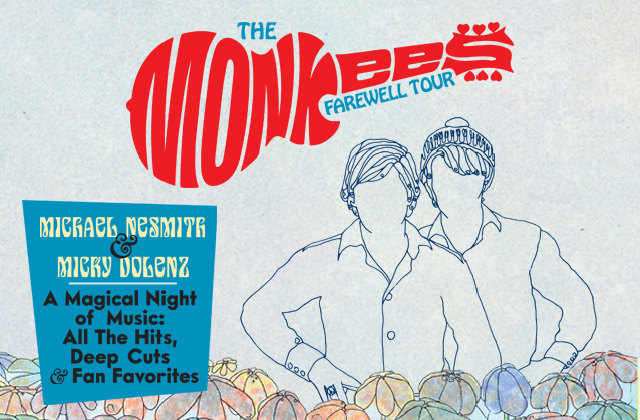 THE
MONKEES
FAREWELL TOUR
MICHAEL NESMITH
&
MICKY DOLENZ
A Magical Night
of Music:
All The Hits,
Deep Cuts
& Fan Favorites